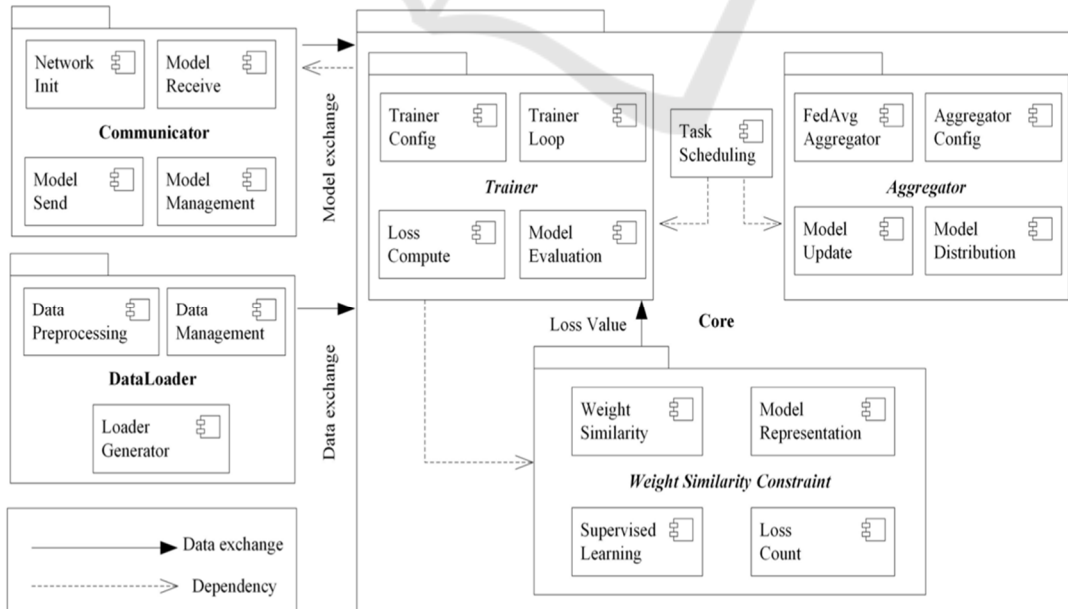 Network
Init
Model
Receive
Communicator
Model
Send
Model
Management
Model exchange
Data
Preprocessing
Data
Management
DataLoader
Loader
Generator
Data exchange
Trainer
Config
Trainer
Loop
Trainer
Loss
Compute
Model
Evaluation
Task
Scheduling
FedAvg
Aggregator
Aggregator
Config
Aggregator
Model
Update
Model
Distribution
Loss Value
Core
Weight
Similarity
Model
Representation
Weight Similarity Constraint
Supervised
Learning
Loss
Count
Data exchange
Dependency